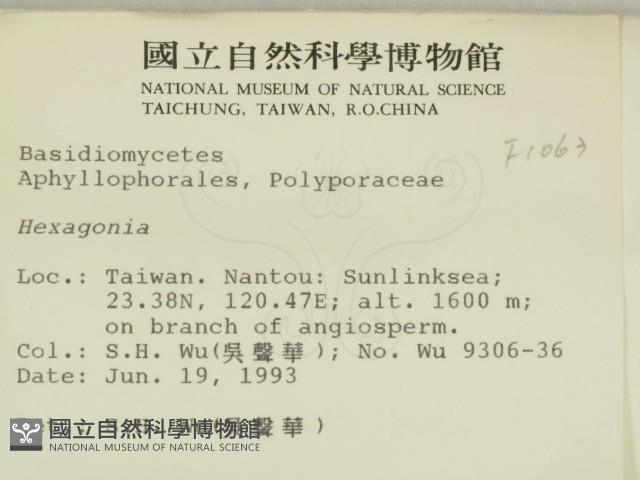 國立自然科學博物館
NATIONAL MUSEUM OF NATURAL SCIENCE
TAICHUNG, TAIWAN, R.O.CHINA
F1063
Basidiomycetes
Aphyllophorales, Polyporaceae
Hexagonia
Loc.: Taiwan. Nantou: Sunlinksea;
23.38N, 120.47E; alt. 1600 m;
on branch of angiosperm.
Col.: S.H. Wu(吳聲華); No. Wu 9306-36
Date: Jun. 19, 1993
聲華)
國立自然科學博物館
NATIONAL MUSEUM OF NATURAL SCIENCE